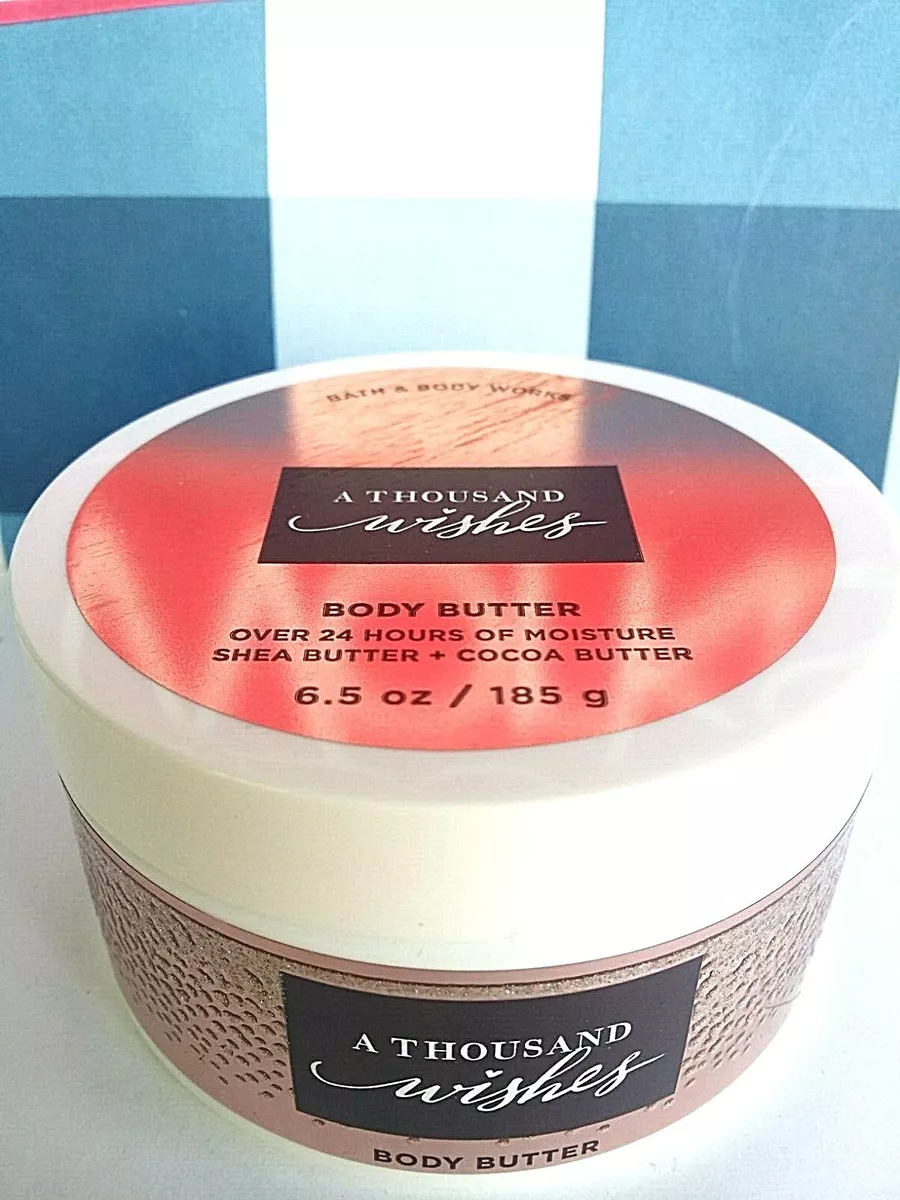 BATH & BODY WORKS
A THOUSAND
wishes
BODY BUTTER
OVER 24 HOURS OF MOISTURE
SHEA BUTTER + COCOA BUTTER
6.5 oz / 185 g
A THOUSAND
wishes
BODY BUTTER